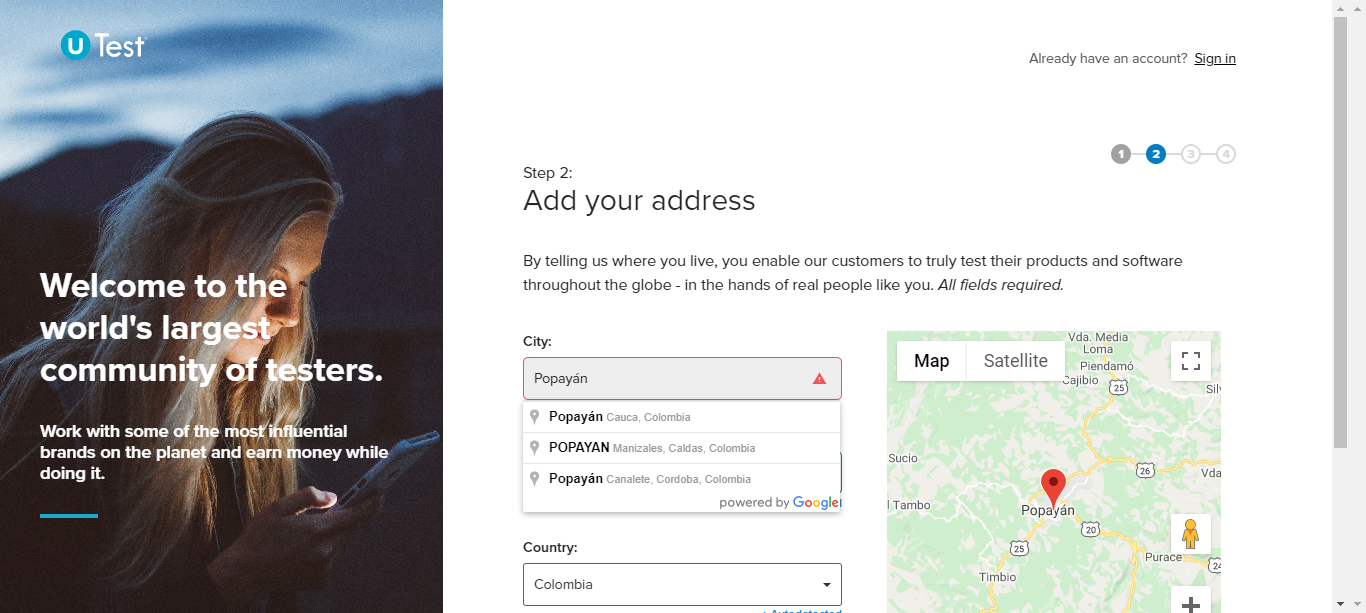 U Test
Already have an account? Sign in
1 2 3 4
Step 2:
Add your address
By telling us where you live, you enable our customers to truly test their products and software
throughout the globe - in the hands of real people like you. All fields required.
Welcome to the
world's largest
community of testers.
Work with some of the most influential
brands on the planet and earn money while
doing it.
City:
Popayán
Popayán Cauca, Colombia
POPAYAN Manizales, Caldas, Colombia
Popayán Canalete, Cordoba, Colombia
powered by Google
Country:
Colombia
Autodetected
Map Satellite
Vda. Media
Loma
Piendamó
Cajibio
25
Sucio
26
Vda
Tambo
Popayán
20
25
Purace
24
Timbio